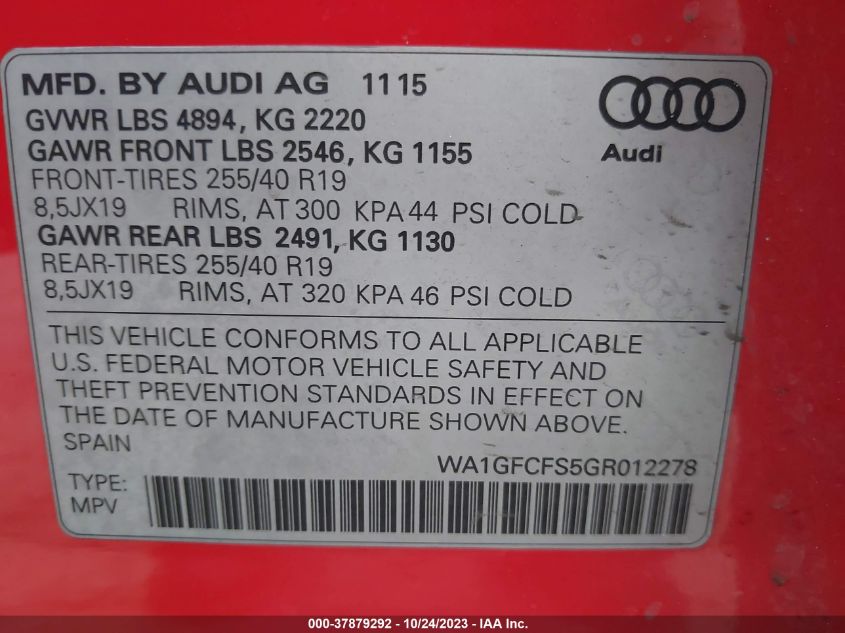 MFD. BY AUDI AG 11 15
GVWR LBS 4894, KG 2220
GAWR FRONT LBS 2546, KG 1155
FRONT-TIRES 255/40 R19
8,5JX19 RIMS, AT 300 KPA 44 PSI COLD
GAWR REAR LBS 2491, KG 1130
REAR-TIRES 255/40 R19
8,5JX19 RIMS, AT 320 KPA 46 PSI COLD
Audi
THIS VEHICLE CONFORMS TO ALL APPLICABLE
U.S. FEDERAL MOTOR VEHICLE SAFETY AND
THEFT PREVENTION STANDARDS IN EFFECT ON
THE DATE OF MANUFACTURE SHOWN ABOVE.
SPAIN
WA1GFCFS5GR012278
TYPE:
MPV
000-37879292 - 10/24/2023 - IAA Inc.